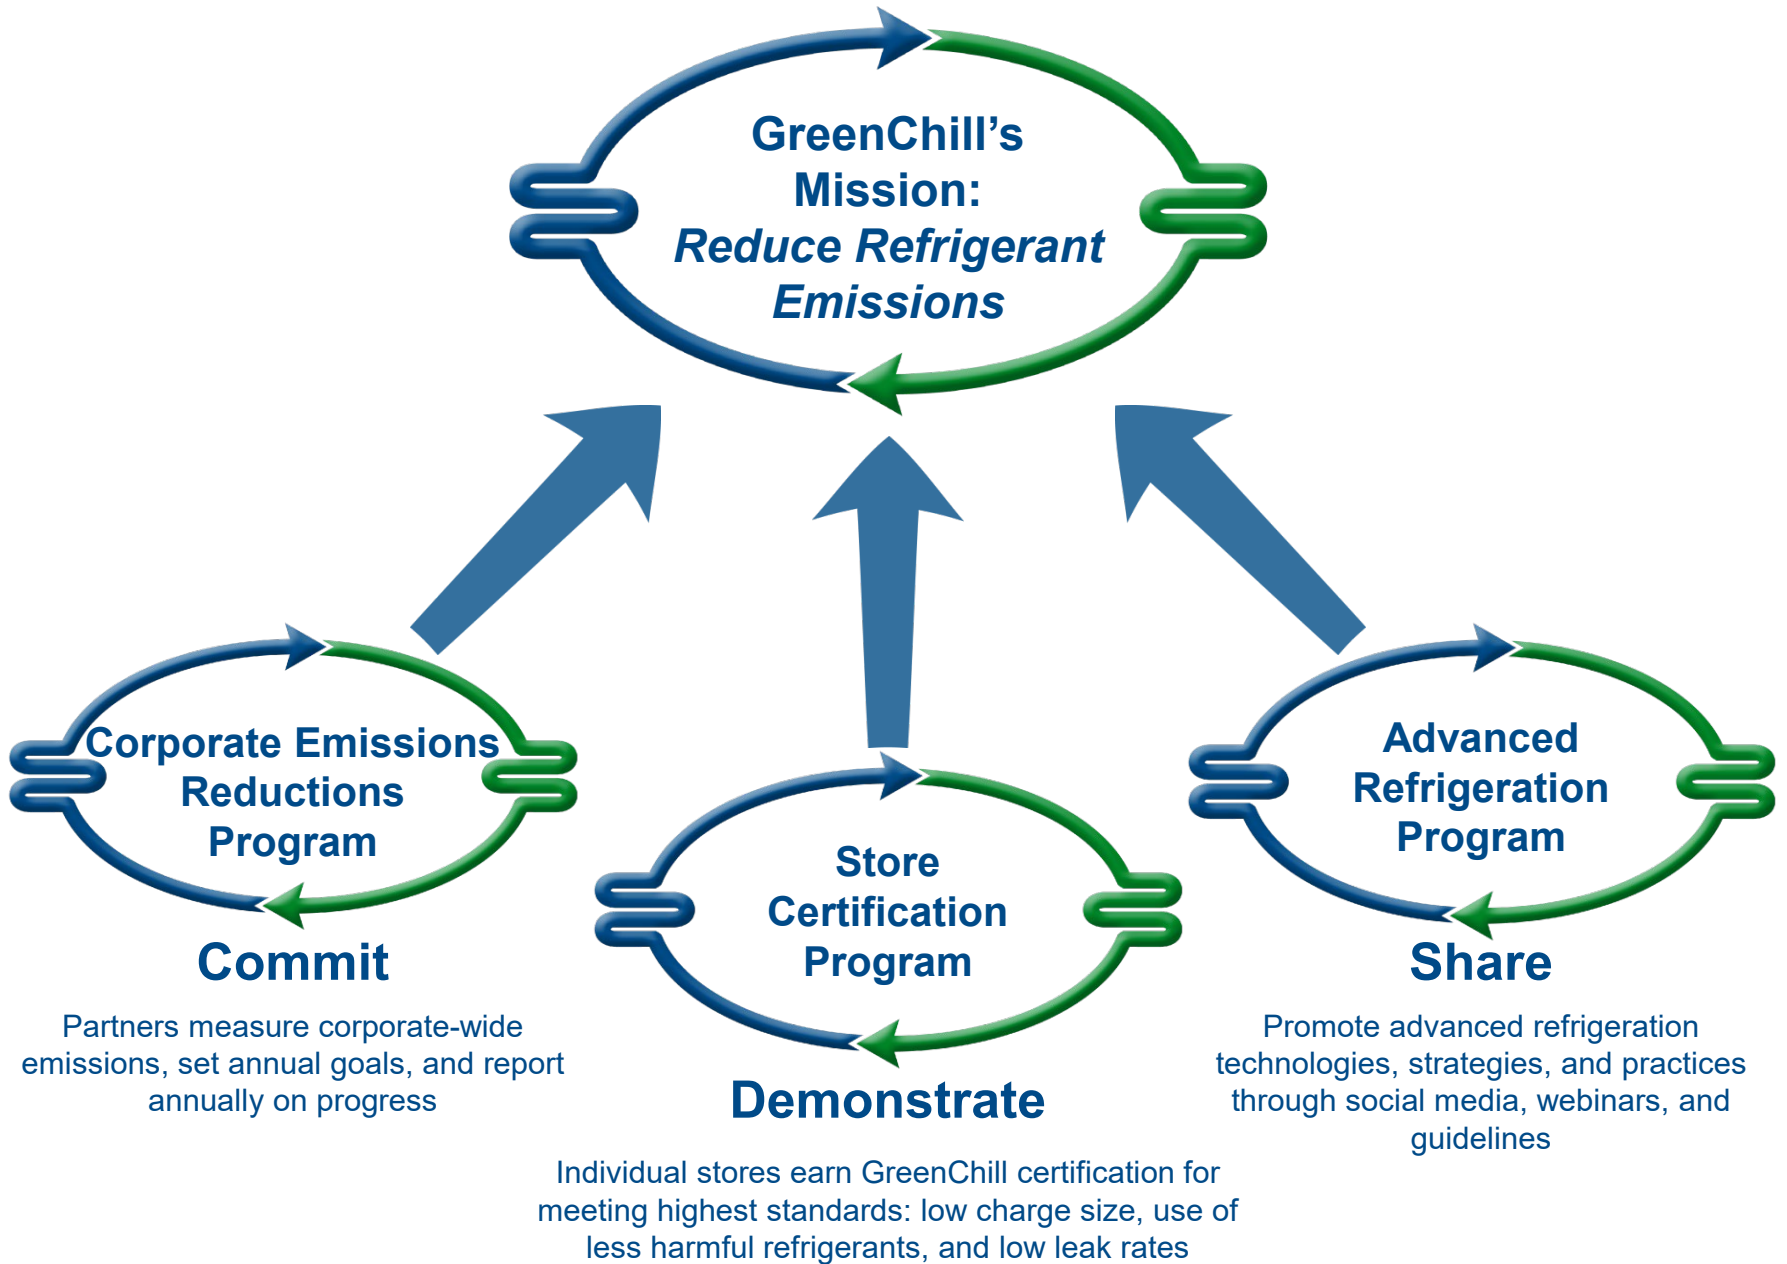 GreenChill’s
Mission:
Reduce Refrigerant
Emissions
Corporate Emissions
Reductions
Program
Commit
Partners measure corporate-wide
emissions, set annual goals, and report
annually on progress
Store
Certification
Program
Demonstrate
Individual stores earn GreenChill certification for
meeting highest standards: low charge size, use of
less harmful refrigerants, and low leak rates
Advanced
Refrigeration
Program
Share
Promote advanced refrigeration
technologies, strategies, and practices
through social media, webinars, and
guidelines